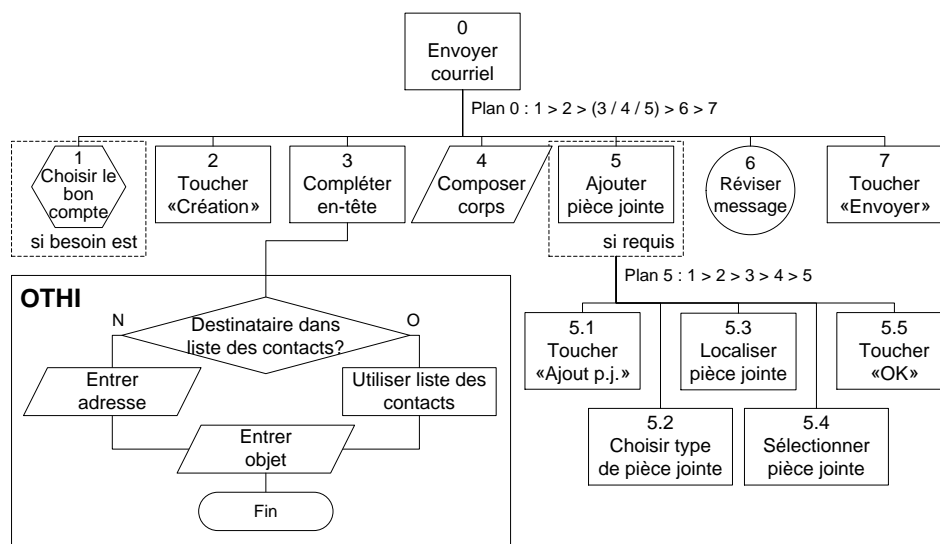 0
Envoyer
courriel
Plan 0 : 1 > 2 > (3 / 4 / 5) > 6 > 7
1
Choisir le
bon
compte
si besoin est
2
Toucher
«Création»
3
Compléter
en-tête
4
Composer
corps
5
Ajouter
pièce jointe
si requis
6
Réviser
message
7
Toucher
«Envoyer»
OTHI
N
O
Destinataire dans
liste des contacts?
Entrer
adresse
Utiliser liste des
contacts
Entrer
objet
Fin
Plan 5 : 1 > 2 > 3 > 4 > 5
5.1
Toucher
«Ajout p.j.»
5.2
Choisir type
de pièce jointe
5.3
Localiser
pièce jointe
5.4
Sélectionner
pièce jointe
5.5
Toucher
«OK»